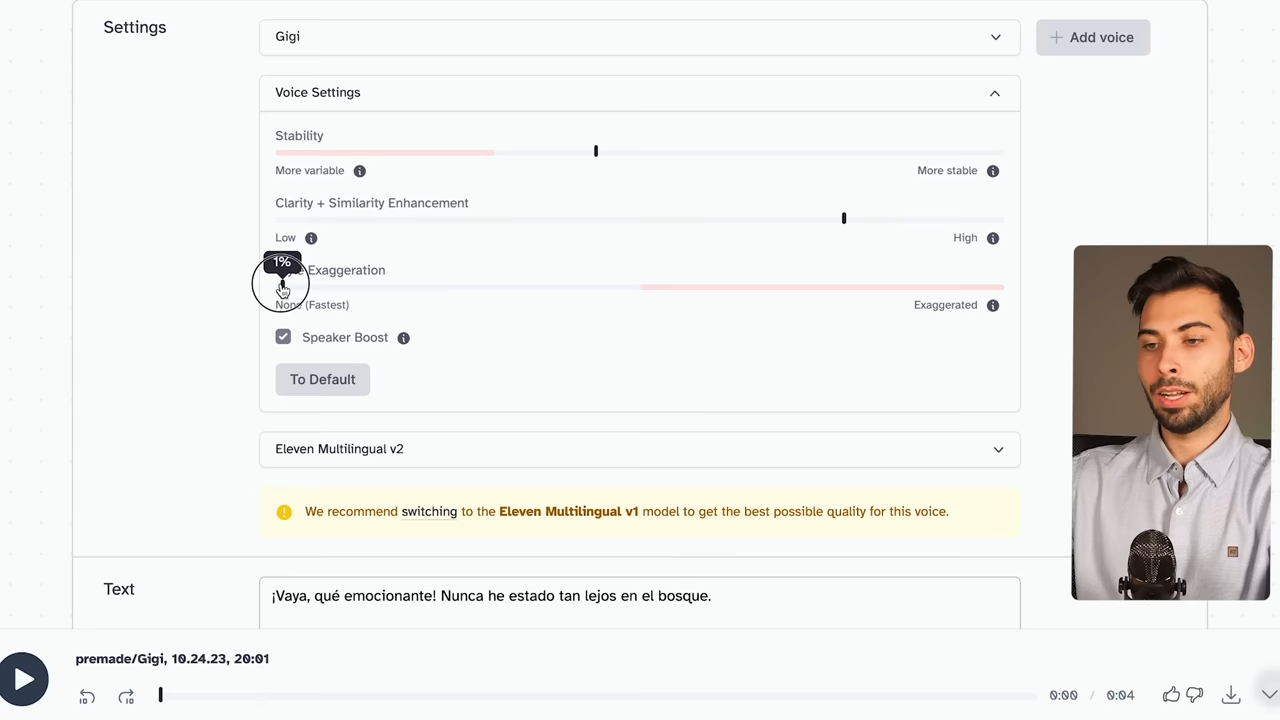 Settings
Gigi
Add voice
Voice Settings
Stability
More variable
More stable
Clarity + Similarity Enhancement
Low
High
1%
Exaggeration
None (Fastest)
Exaggerated
Speaker Boost
To Default
Eleven Multilingual v2
We recommend switching to the Eleven Multilingual v1 model to get the best possible quality for this voice.
Text
¡Vaya, qué emocionante! Nunca he estado tan lejos en el bosque.
premade/Gigi, 10.24.23, 20:01
10
10
0:00 / 0:04